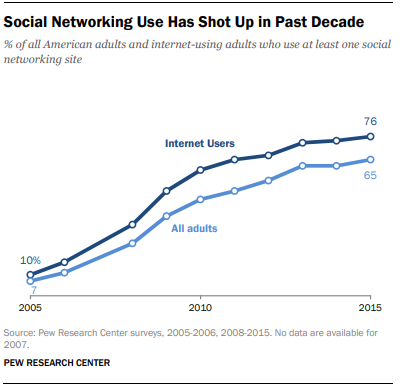 Social Networking Use Has Shot Up in Past Decade
% of all American adults and internet-using adults who use at least one social
networking site
76
Internet Users
65
All adults
10%
7
2005
2010
2015
Source: Pew Research Center surveys, 2005-2006, 2008-2015. No data are available for
2007.
PEW RESEARCH CENTER